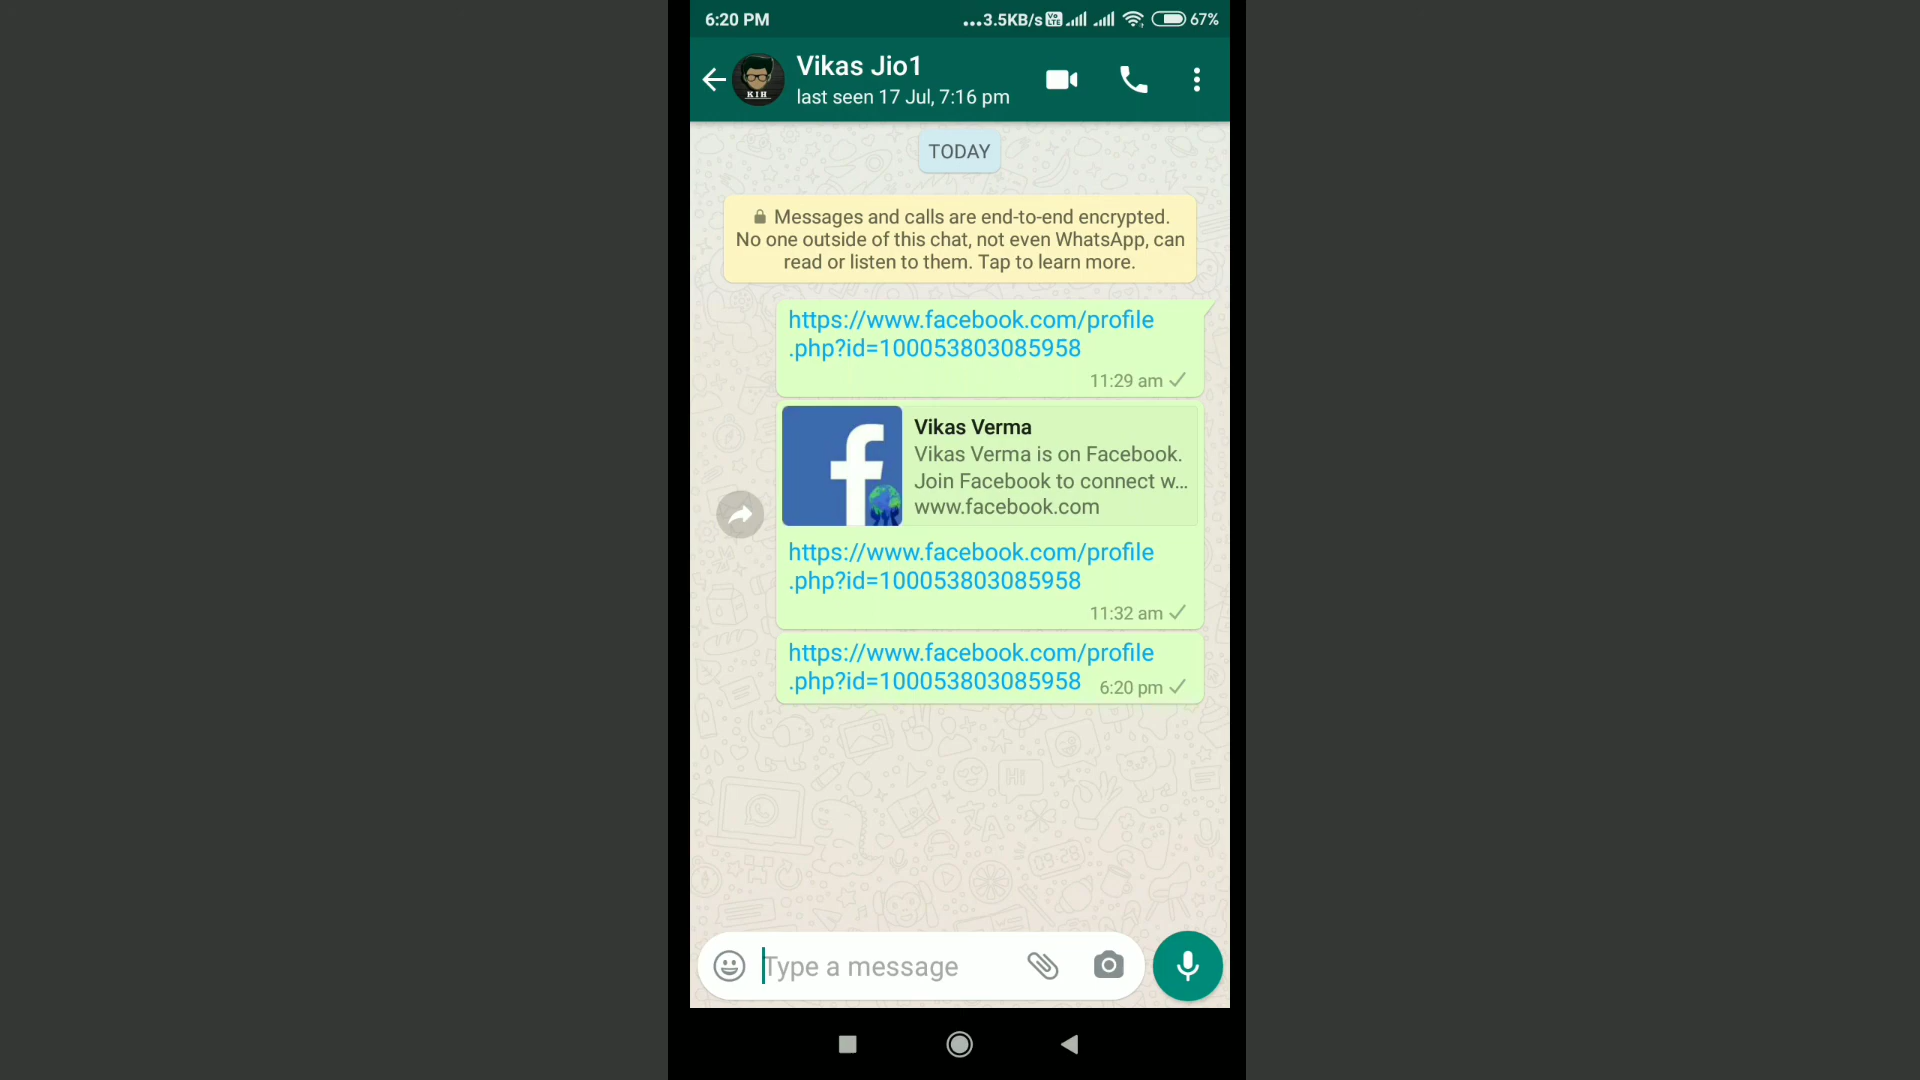 6:20 PM
...3.5KB/s
67%
Vikas Jio1
last seen 17 Jul, 7:16 pm
KIH
TODAY
Messages and calls are end-to-end encrypted.
No one outside of this chat, not even WhatsApp, can
read or listen to them. Tap to learn more.
https://www.facebook.com/profile
.php?id=100053803085958
11:29 am
Vikas Verma
Vikas Verma is on Facebook.
Join Facebook to connect w...
www.facebook.com
https://www.facebook.com/profile
.php?id=100053803085958
11:32 am
https://www.facebook.com/profile
.php?id=100053803085958
6:20 pm
Type a message